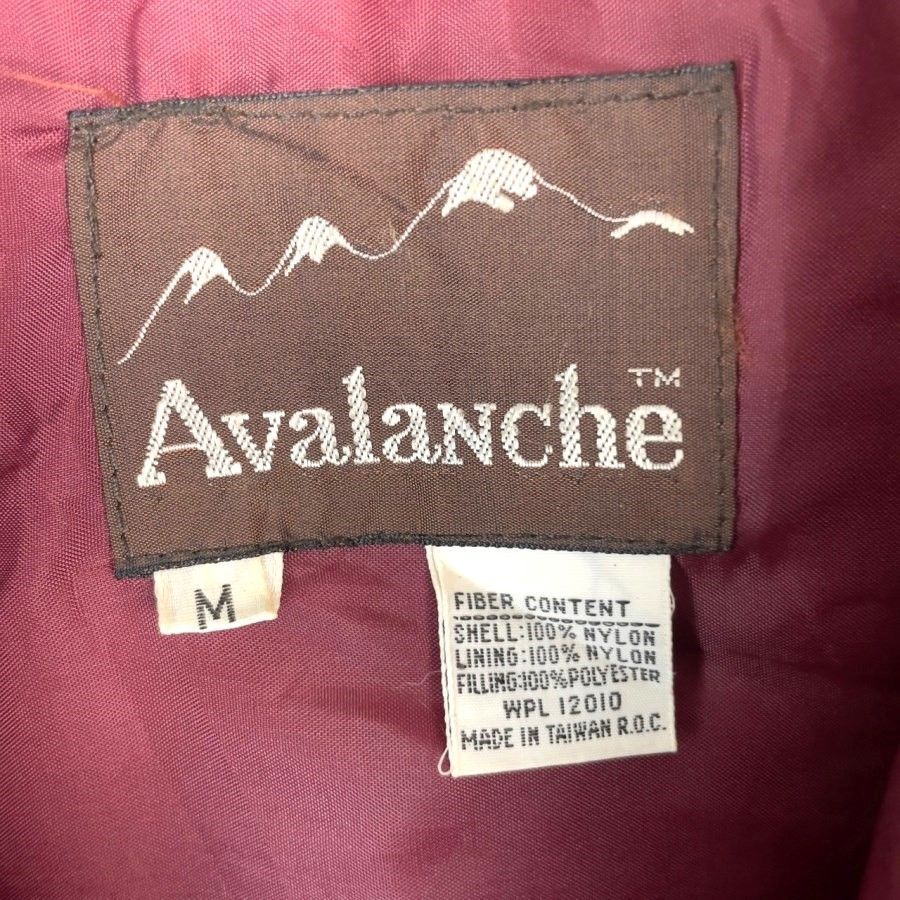 Avalanche™
M
FIBER CONTENT
SHELL:100% NYLON
LINING:100% NYLON
FILLING:100%POLYESTER
WPL 12010
MADE IN TAIWAN R.O.C.